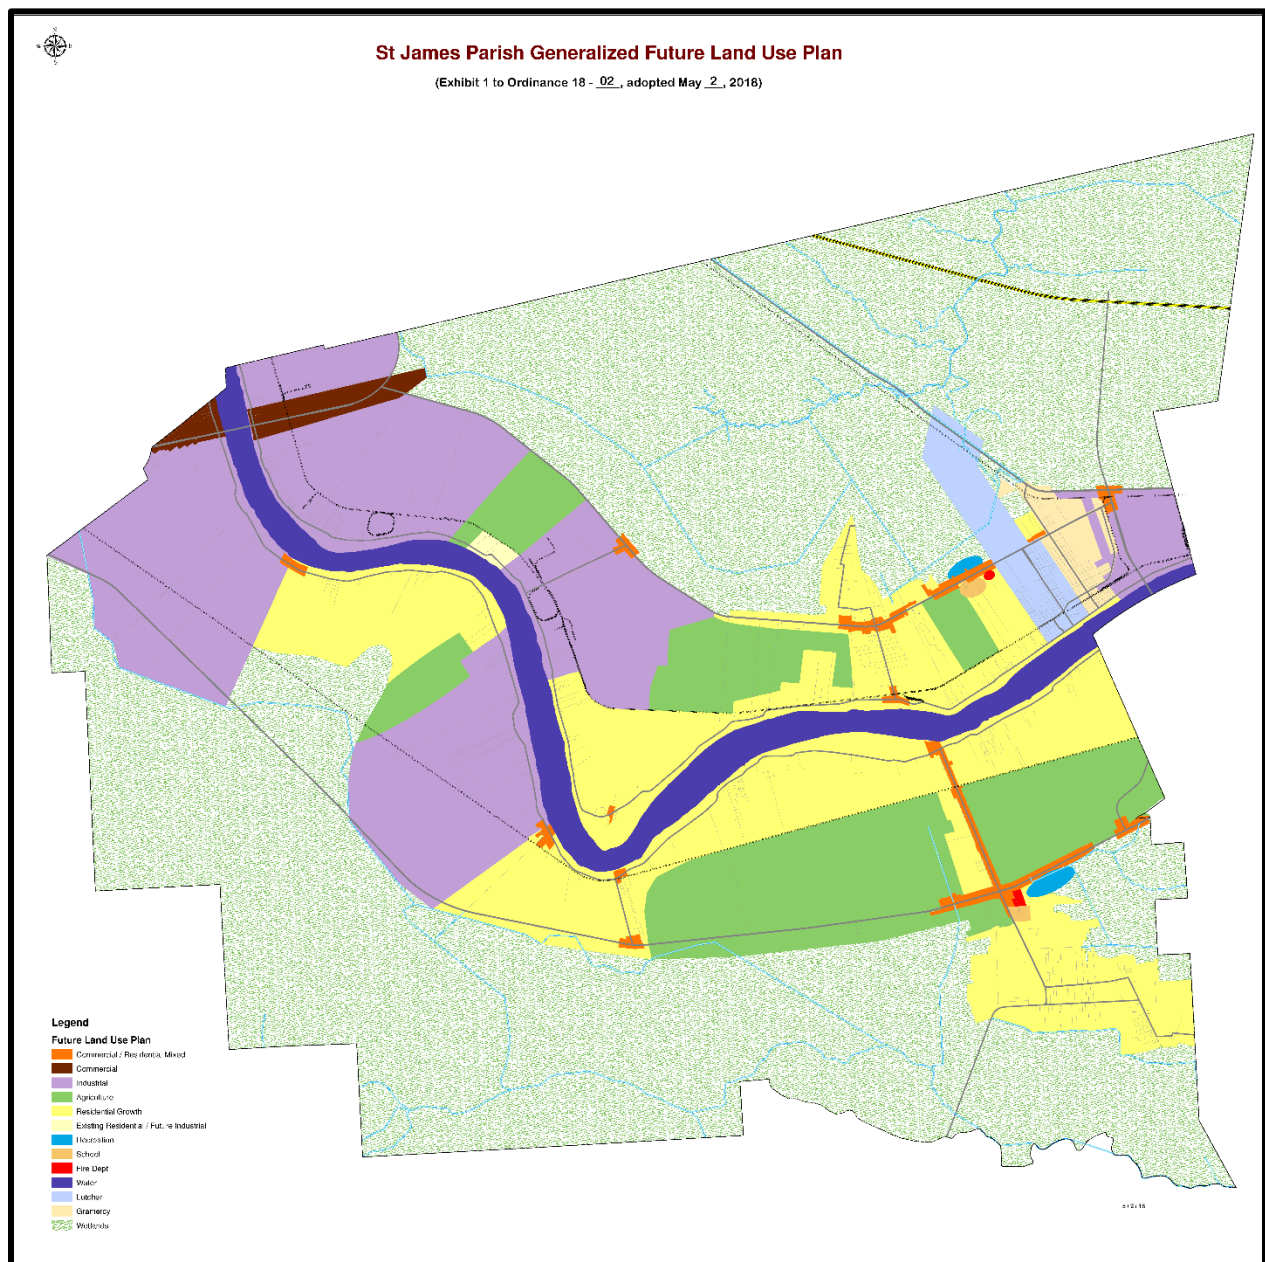 St James Parish Generalized Future Land Use Plan
(Exhibit 1 to Ordinance 18 - 02 , adopted May 2 , 2018)
Legend
Future Land Use Plan
Commercial / Residential Mixed
Commercial
Industrial
Agriculture
Residential Growth
Existing Residential / Future Industrial
Recreation
School
Fire Dept
Water
Lutcher
Gramercy
Wetlands